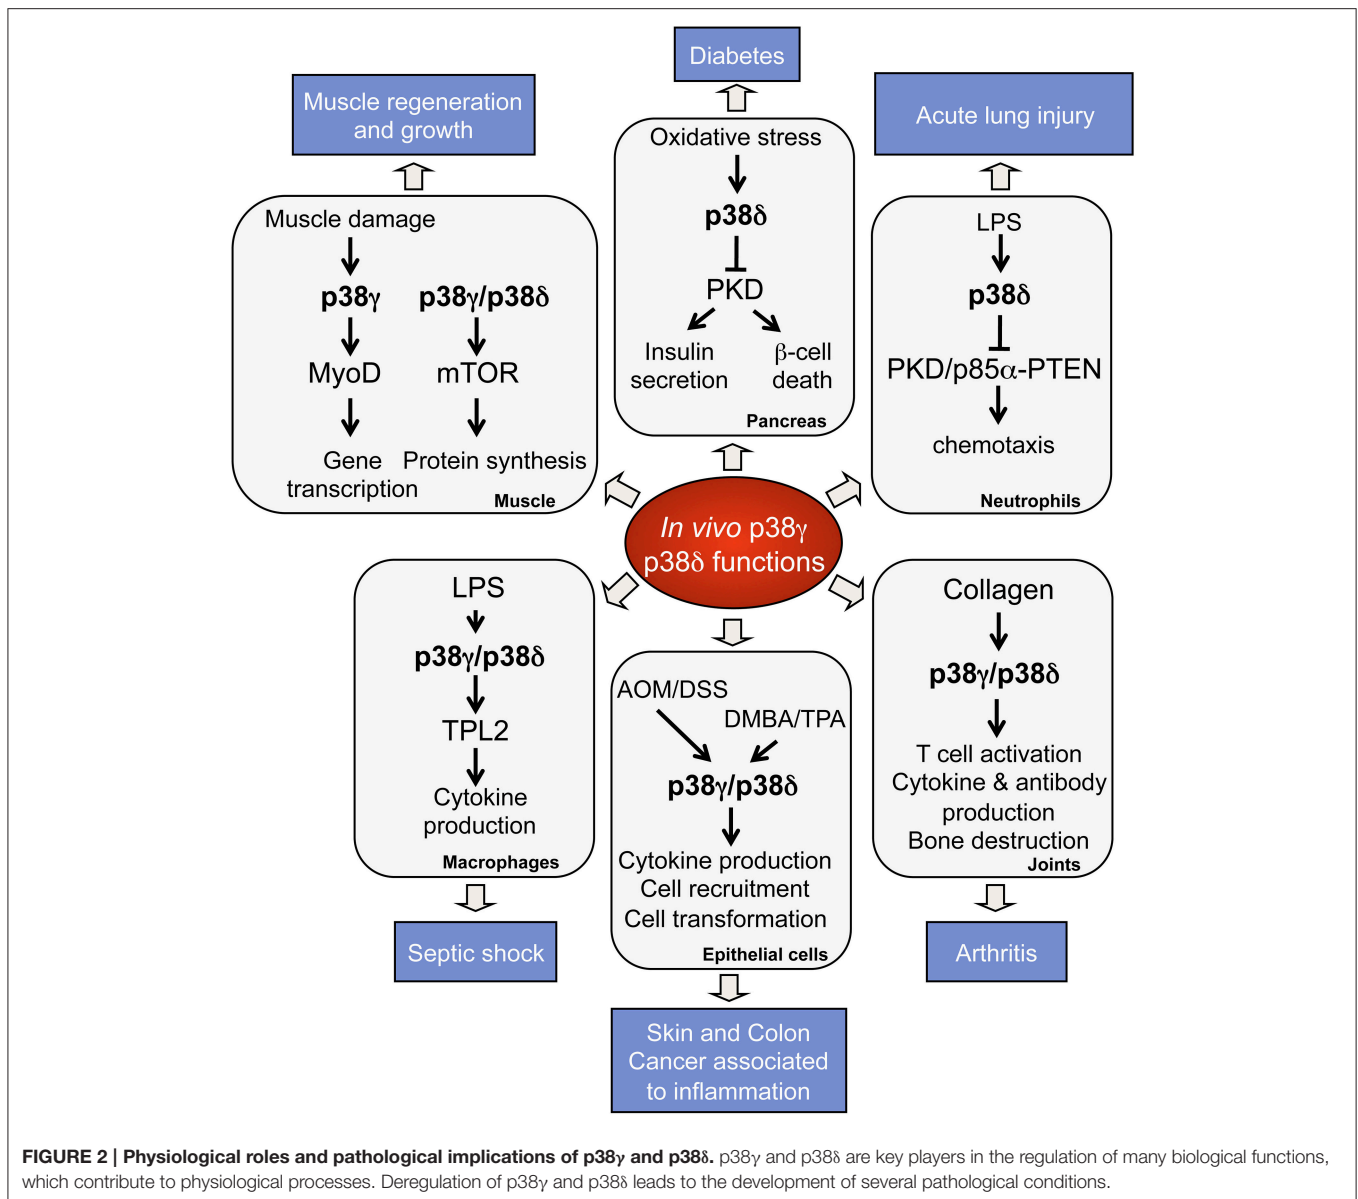 Diabetes
Muscle regeneration
and growth
Acute lung injury
Muscle damage
p38γ
MyoD
Gene
transcription
p38γ/p38δ
mTOR
Protein synthesis
Muscle
Oxidative stress
p38δ
PKD
Insulin
secretion
β-cell
death
Pancreas
LPS
p38δ
PKD/p85α-PTEN
chemotaxis
Neutrophils
In vivo p38γ
p38δ functions
LPS
p38γ/p38δ
TPL2
Cytokine
production
Macrophages
AOM/DSS
DMBA/TPA
p38γ/p38δ
Cytokine production
Cell recruitment
Cell transformation
Epithelial cells
Collagen
p38γ/p38δ
T cell activation
Cytokine & antibody
production
Bone destruction
Joints
Septic shock
Skin and Colon
Cancer associated
to inflammation
Arthritis
FIGURE 2 | Physiological roles and pathological implications of p38γ and p38δ. p38γ and p38δ are key players in the regulation of many biological functions,
which contribute to physiological processes. Deregulation of p38γ and p38δ leads to the development of several pathological conditions.